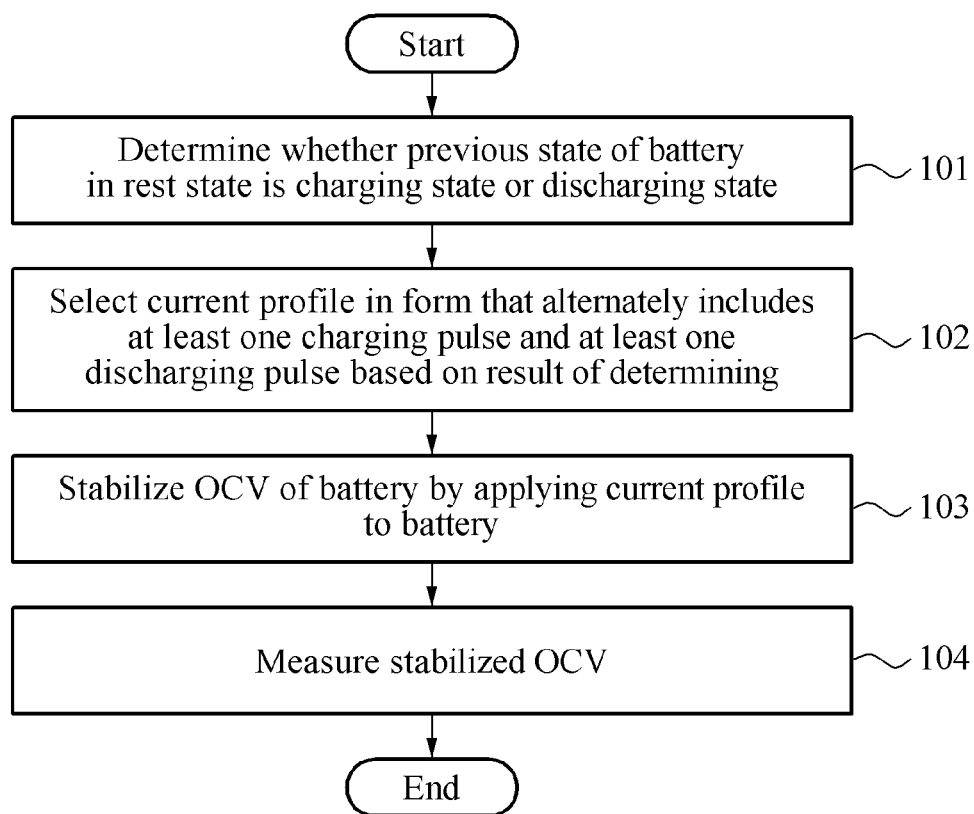 Start
Determine whether previous state of battery
in rest state is charging state or discharging state
101
Select current profile in form that alternately includes
at least one charging pulse and at least one
discharging pulse based on result of determining
102
Stabilize OCV of battery by applying current profile
to battery
103
Measure stabilized OCV
104
End